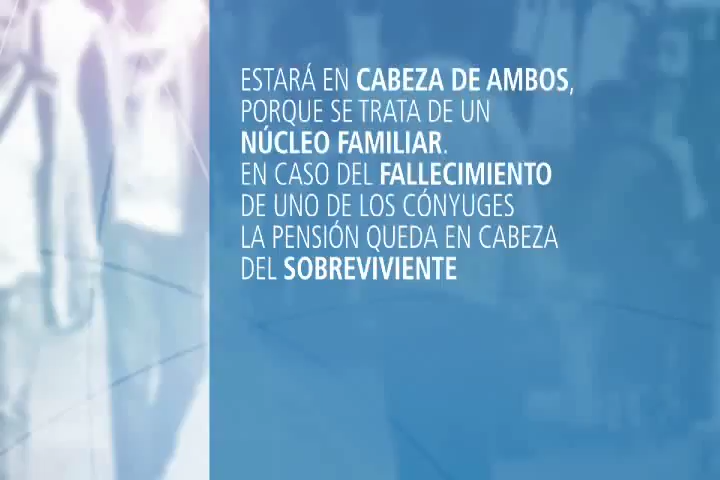 ESTARÁ EN CABEZA DE AMBOS,
PORQUE SE TRATA DE UN
NÚCLEO FAMILIAR.
EN CASO DEL FALLECIMIENTO
DE UNO DE LOS CÓNYUGES
LA PENSIÓN QUEDA EN CABEZA
DEL SOBREVIVIENTE